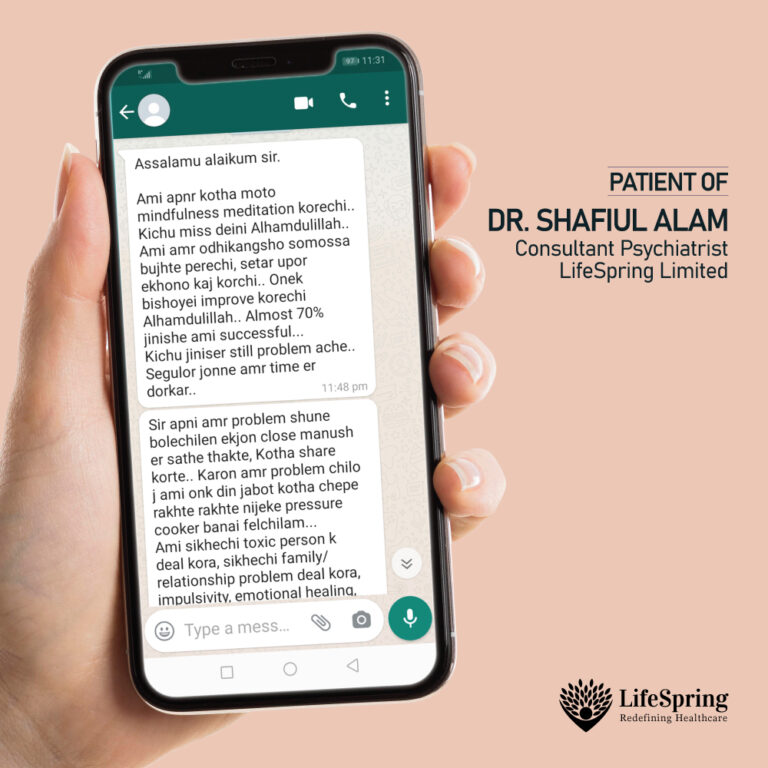 97 11:31
Assalamu alaikum sir.
Ami apnr kotha moto
mindfulness meditation korechi..
Kichu miss deini Alhamdulillah..
Ami amr odhikangsho somossa
bujhte perechi, setar upor
ekhono kaj korchi.. Onek
bishoyei improve korechi
Alhamdulillah.. Almost 70%
jinishe ami successful...
Kichu jiniser still problem ache..
Segulor jonne amr time er
dorkar..
11:48 pm
Sir apni amr problem shune
bolechilen ekjon close manush
er sathe thakte, Kotha share
korte.. Karon amr problem chilo
j ami onk din jabot kotha chepe
rakhte rakhte nijeke pressure
cooker banai felchilam...
Ami sikhechi toxic person k
deal kora, sikhechi family/
relationship problem deal kora,
impulsivity, emotional healing,
Type a mess...
PATIENT OF
DR. SHAFIUL ALAM
Consultant Psychiatrist
LifeSpring Limited
LifeSpring
Redefining Healthcare